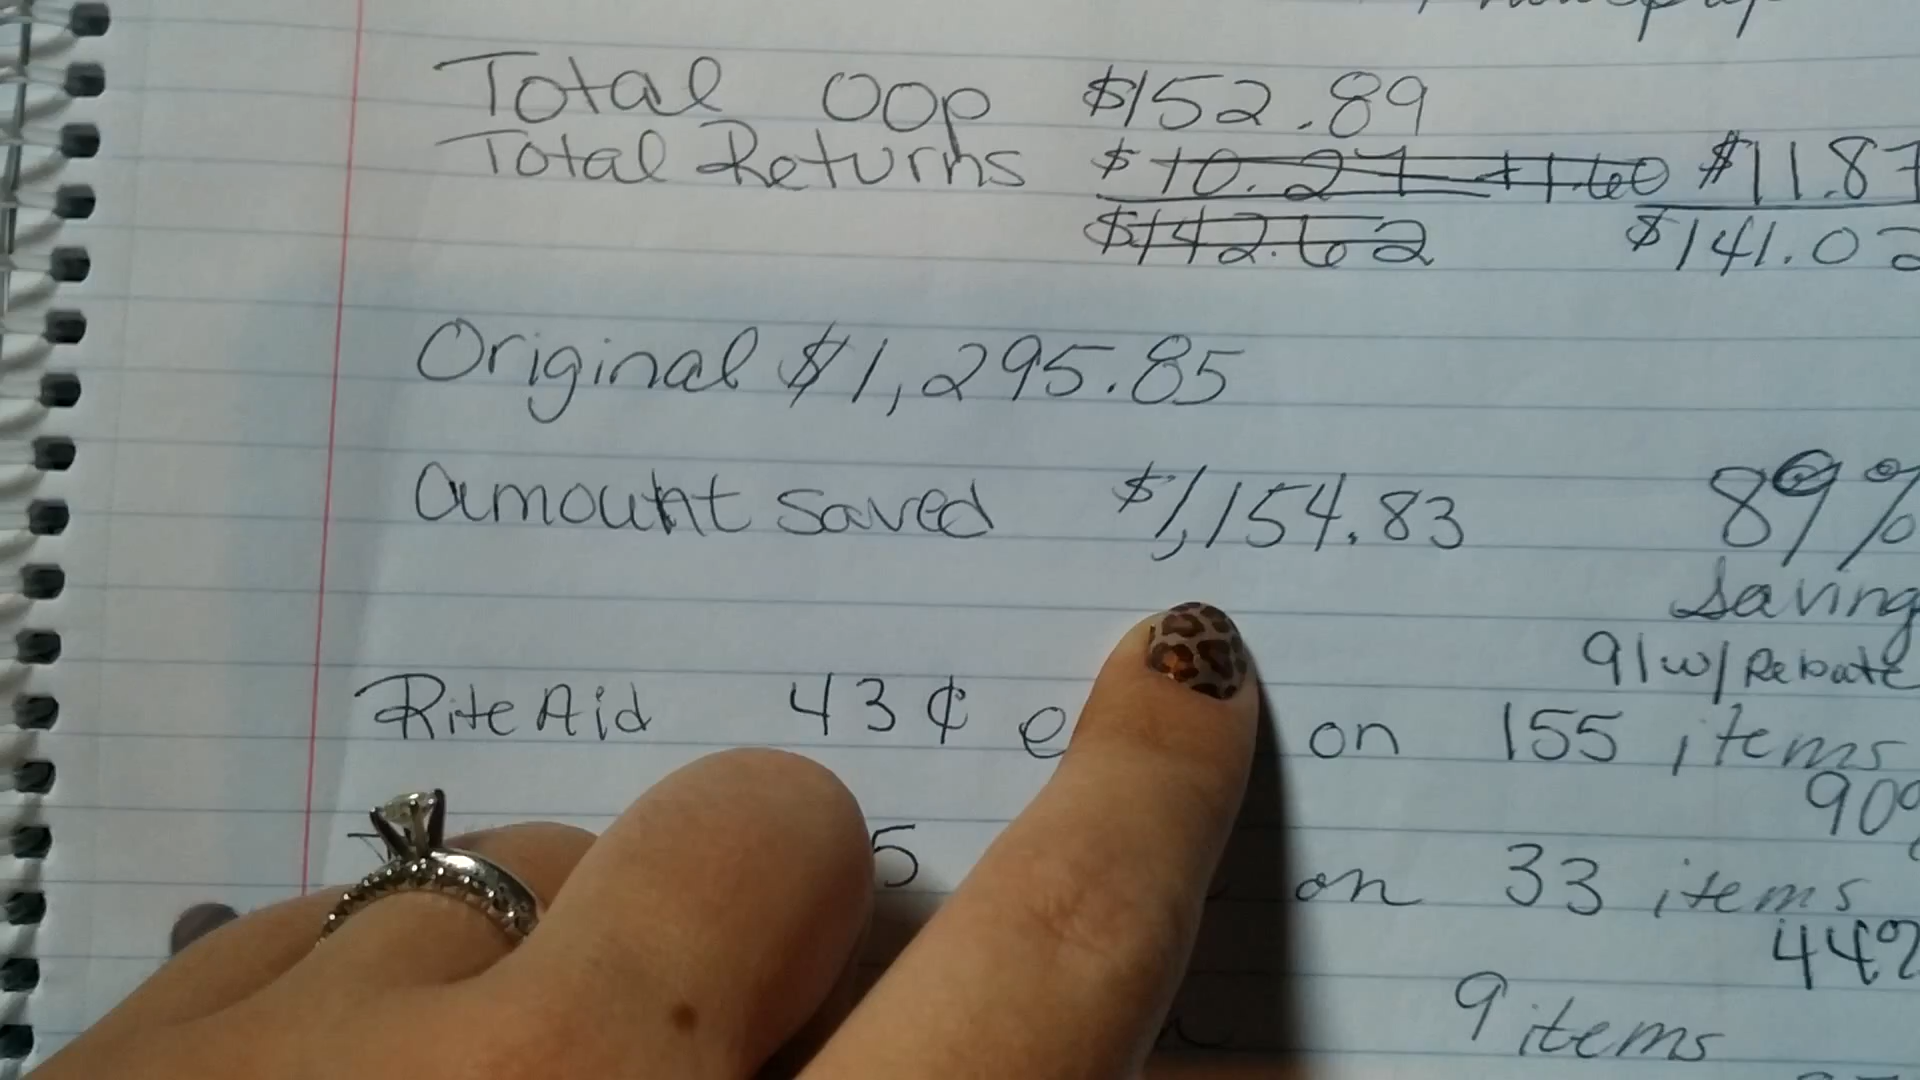 Total OOp $152.89
Total Returns $10.27 +1.60 $11.87
$142.62 $141.02
Original $1,295.85
amount saved $1,154.83 89%
Saving
91 w/ Rebate
Rite Aid 43¢ on 155 items
90%
5 on 33 items
44%
9 items